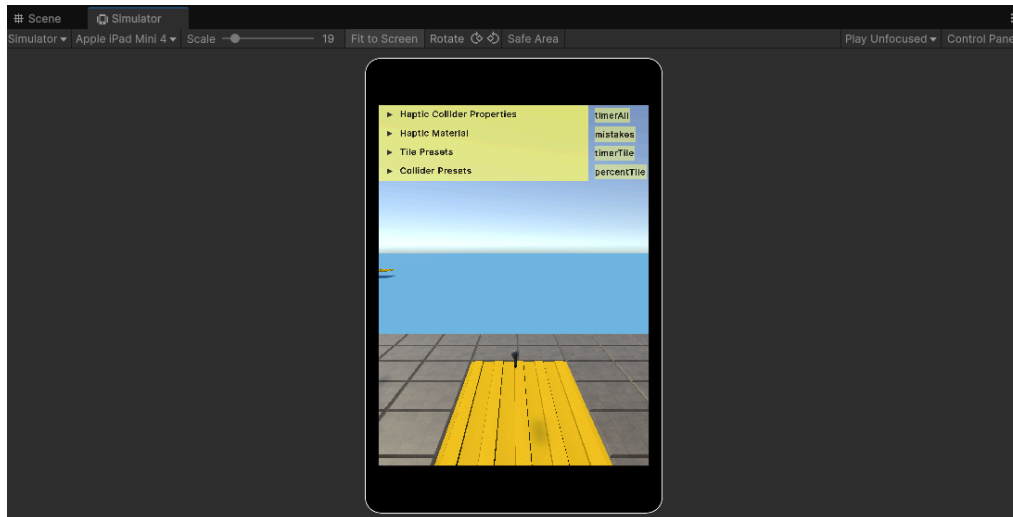 # Scene Simulator
Simulator Apple iPad Mini 4 Scale 19 Fit to Screen Rotate Safe Area Play Unfocused Control Pane
Haptic Collider Properties timerAll
Haptic Material mistakes
Tile Presets timerTile
Collider Presets percentTile